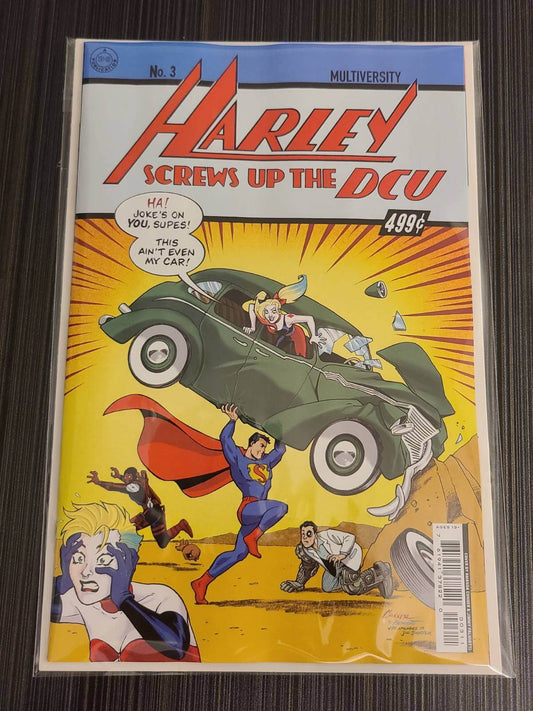 No. 3
MULTIVERSITY
HARLEY
SCREWS UP THE DCU
499¢
HA!
JOKE'S ON
YOU, SUPES!
THIS
AIN'T EVEN
MY CAR!
S